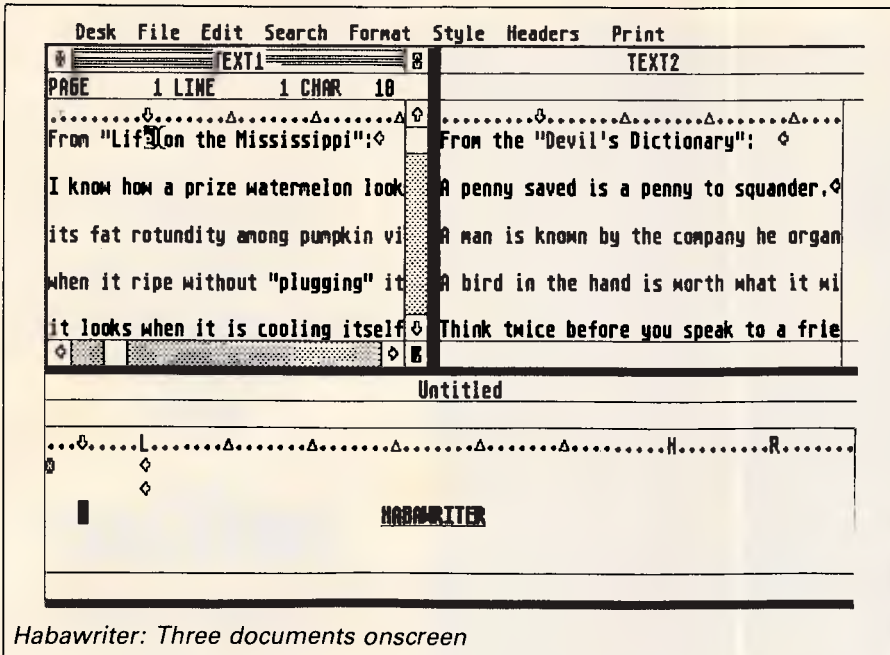 Desk File Edit Search Format Style Headers Print
TEXT1
PAGE 1 LINE 1 CHAR 10
From "Life on the Mississippi":
I know how a prize watermelon look
its fat rotundity among pumpkin vi
when it ripe without "plugging" it
it looks when it is cooling itself
TEXT2
From the "Devil's Dictionary":
A penny saved is a penny to squander.
A man is known by the company he organ
A bird in the hand is worth what it wi
Think twice before you speak to a frie
Untitled
L H R
HABAWRITER
Habawriter: Three documents onscreen